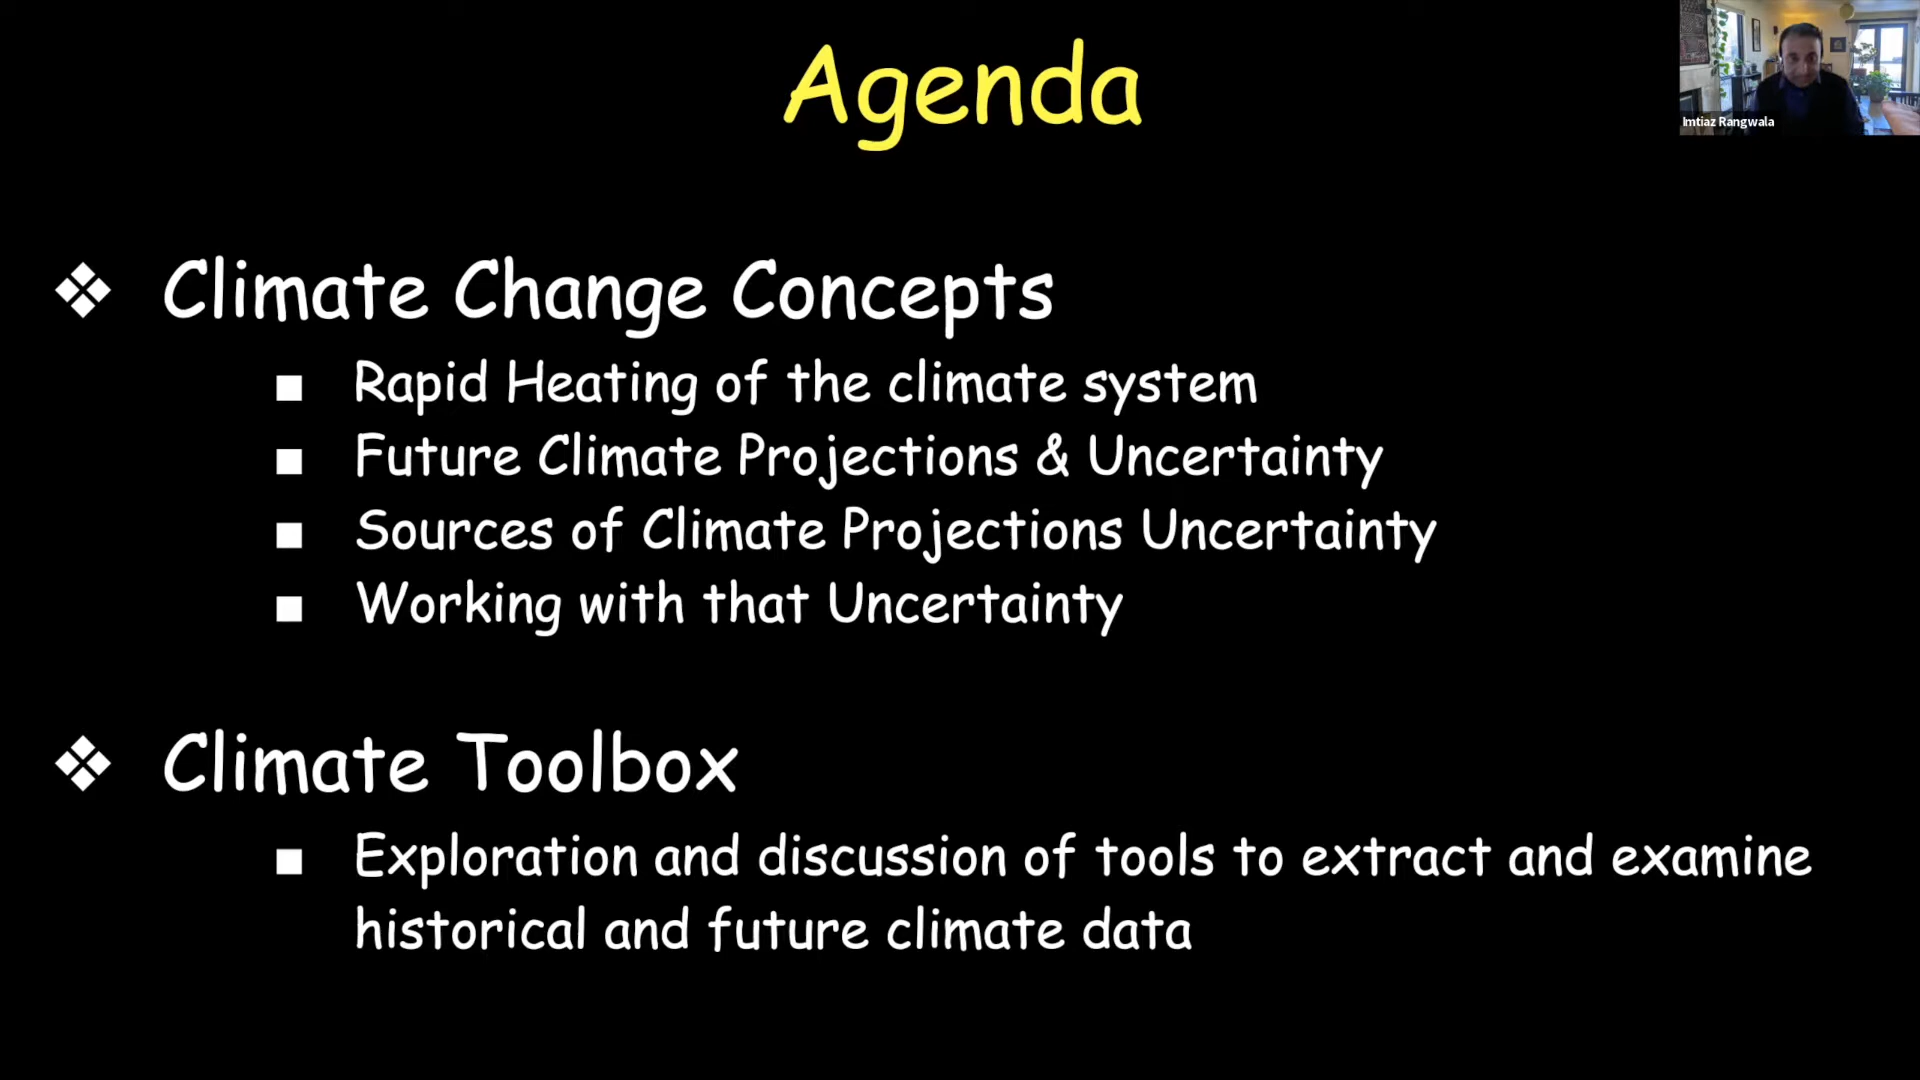 Agenda
Imtiaz Rangwala
❖ Climate Change Concepts
■ Rapid Heating of the climate system
■ Future Climate Projections & Uncertainty
■ Sources of Climate Projections Uncertainty
■ Working with that Uncertainty
❖ Climate Toolbox
■ Exploration and discussion of tools to extract and examine
historical and future climate data